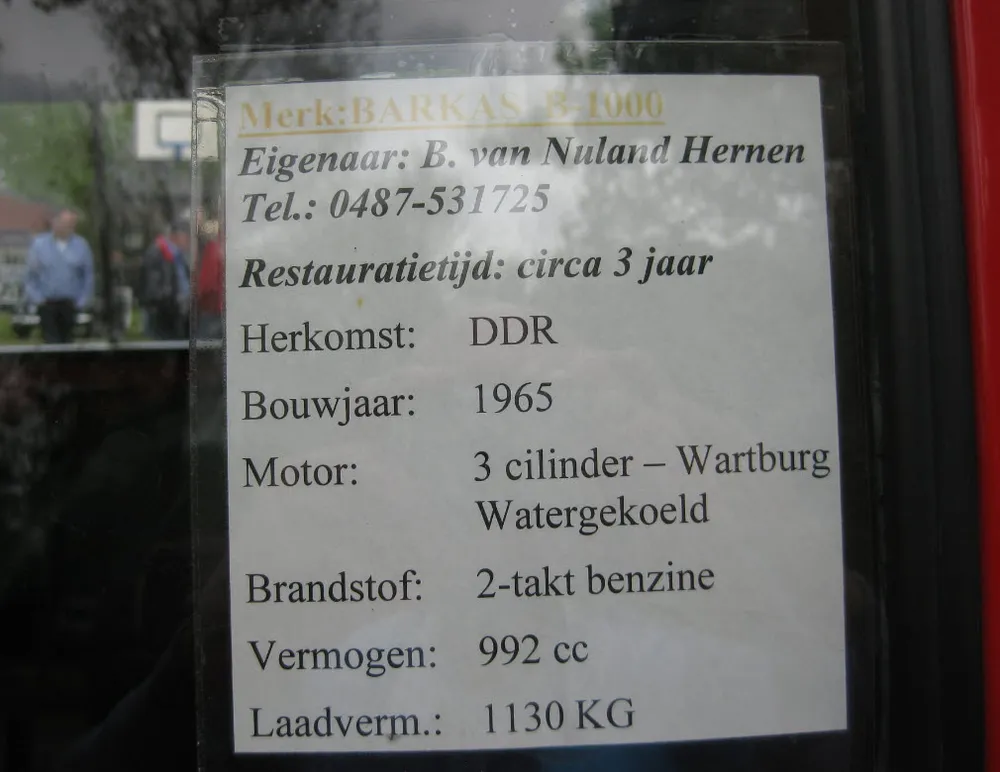 Merk:BARKAS B-1000
Eigenaar: B. van Nuland Hernen
Tel.: 0487-531725
Restauratietijd: circa 3 jaar
Herkomst: DDR
Bouwjaar: 1965
Motor: 3 cilinder – Wartburg
Watergekoeld
Brandstof: 2-takt benzine
Vermogen: 992 cc
Laadverm.: 1130 KG